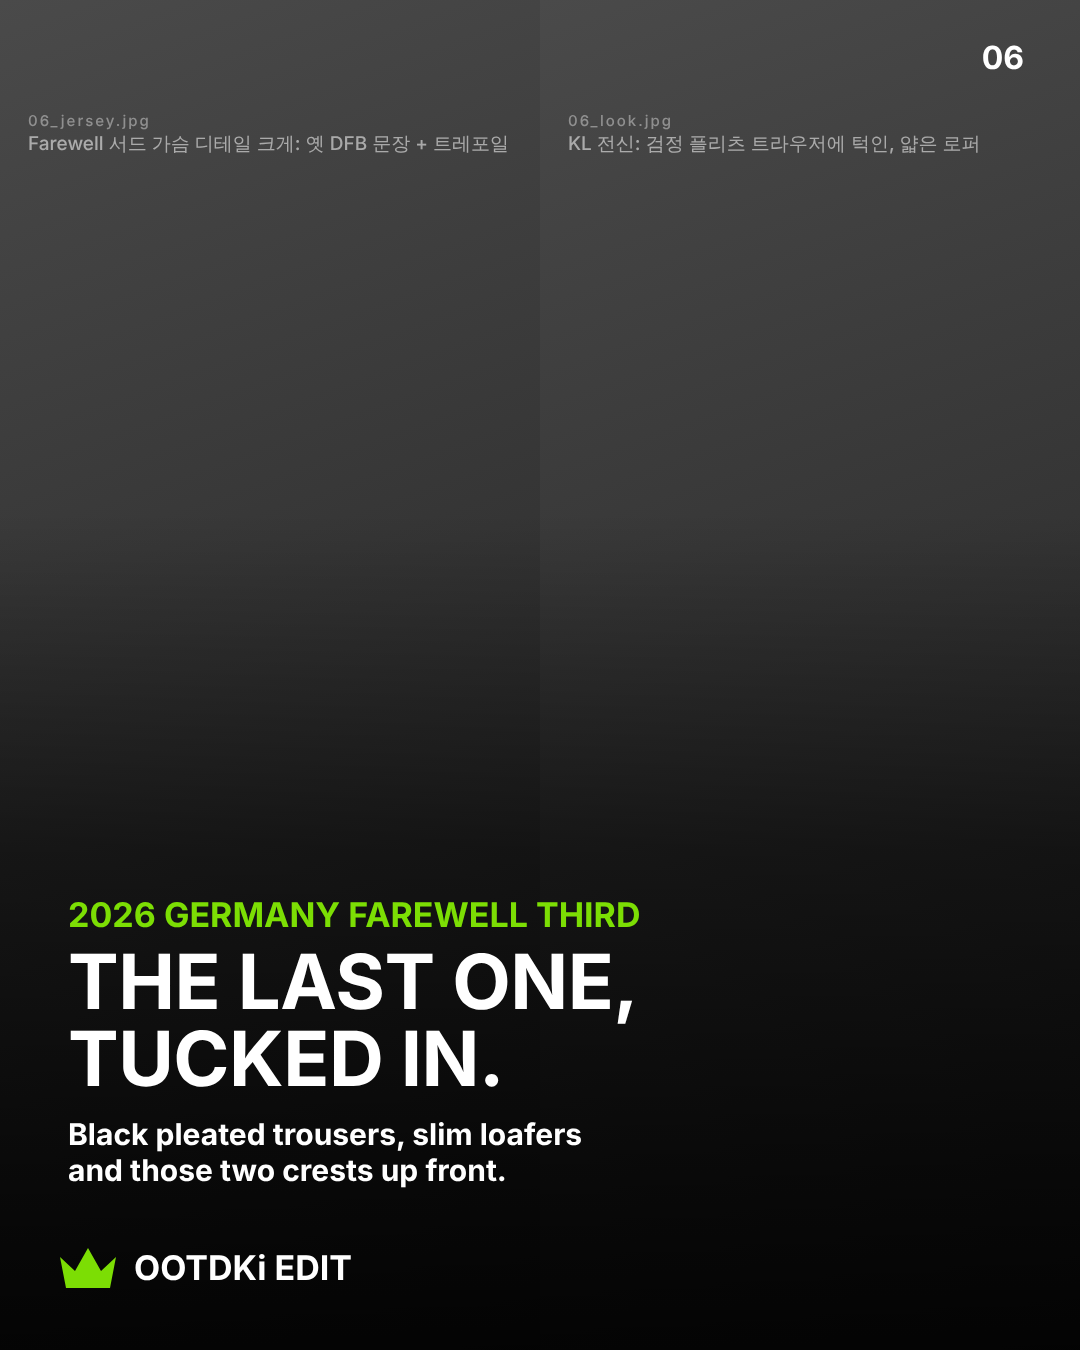 06
06_jersey.jpg
Farewell 서드 가슴 디테일 크게: 옛 DFB 문장 + 트레포일
06_look.jpg
KL 전신: 검정 플리츠 트라우저에 턱인, 얇은 로퍼
2026 GERMANY FAREWELL THIRD
THE LAST ONE,
TUCKED IN.
Black pleated trousers, slim loafers
and those two crests up front.
OOTDKi EDIT